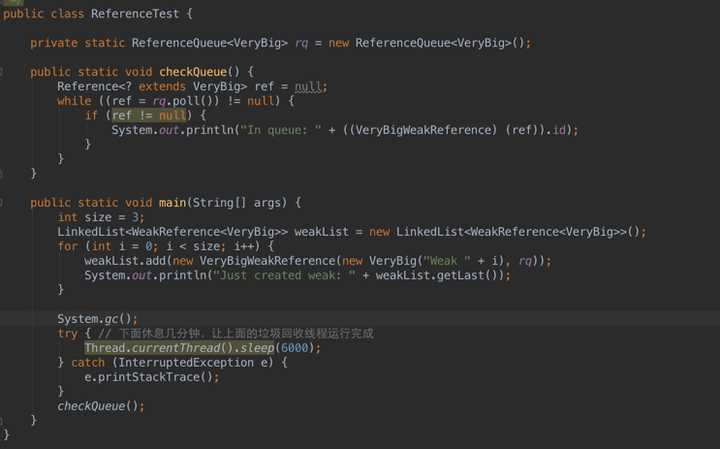 public class ReferenceTest {
private static ReferenceQueue<VeryBig> rq = new ReferenceQueue<VeryBig>();
public static void checkQueue() {
Reference<? extends VeryBig> ref = null;
while ((ref = rq.poll()) != null) {
if (ref != null) {
System.out.println("In queue: " + ((VeryBigWeakReference) (ref)).id);
}
}
}
public static void main(String[] args) {
int size = 3;
LinkedList<WeakReference<VeryBig>> weakList = new LinkedList<WeakReference<VeryBig>>();
for (int i = 0; i < size; i++) {
weakList.add(new VeryBigWeakReference(new VeryBig("Weak " + i), rq));
System.out.println("Just created weak: " + weakList.getLast());
}
System.gc();
try { // 下面休息几分钟，让上面的垃圾回收线程运行完成
Thread.currentThread().sleep(6000);
} catch (InterruptedException e) {
e.printStackTrace();
}
checkQueue();
}
}